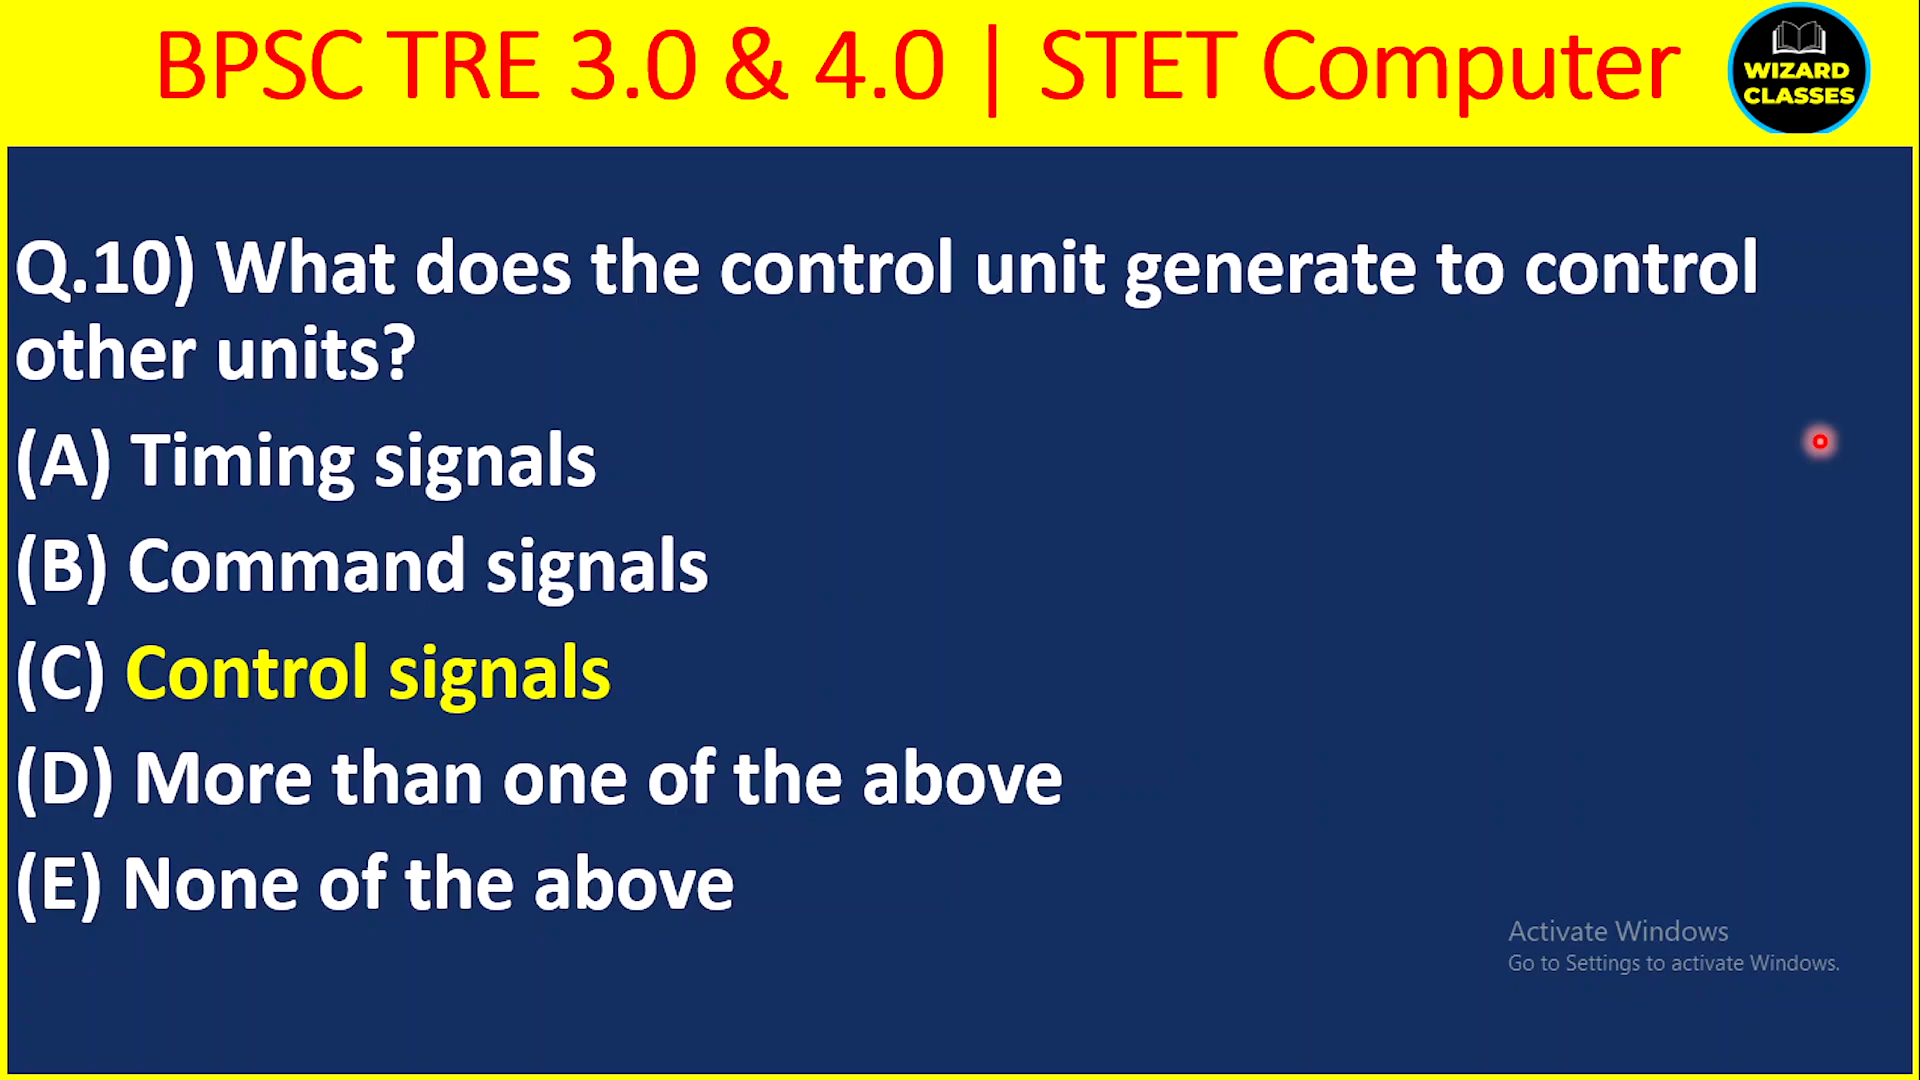 BPSC TRE 3.0 & 4.0 | STET Computer
WIZARD
CLASSES
Q.10) What does the control unit generate to control
other units?
(A) Timing signals
(B) Command signals
(C) Control signals
(D) More than one of the above
(E) None of the above
Activate Windows
Go to Settings to activate Windows.